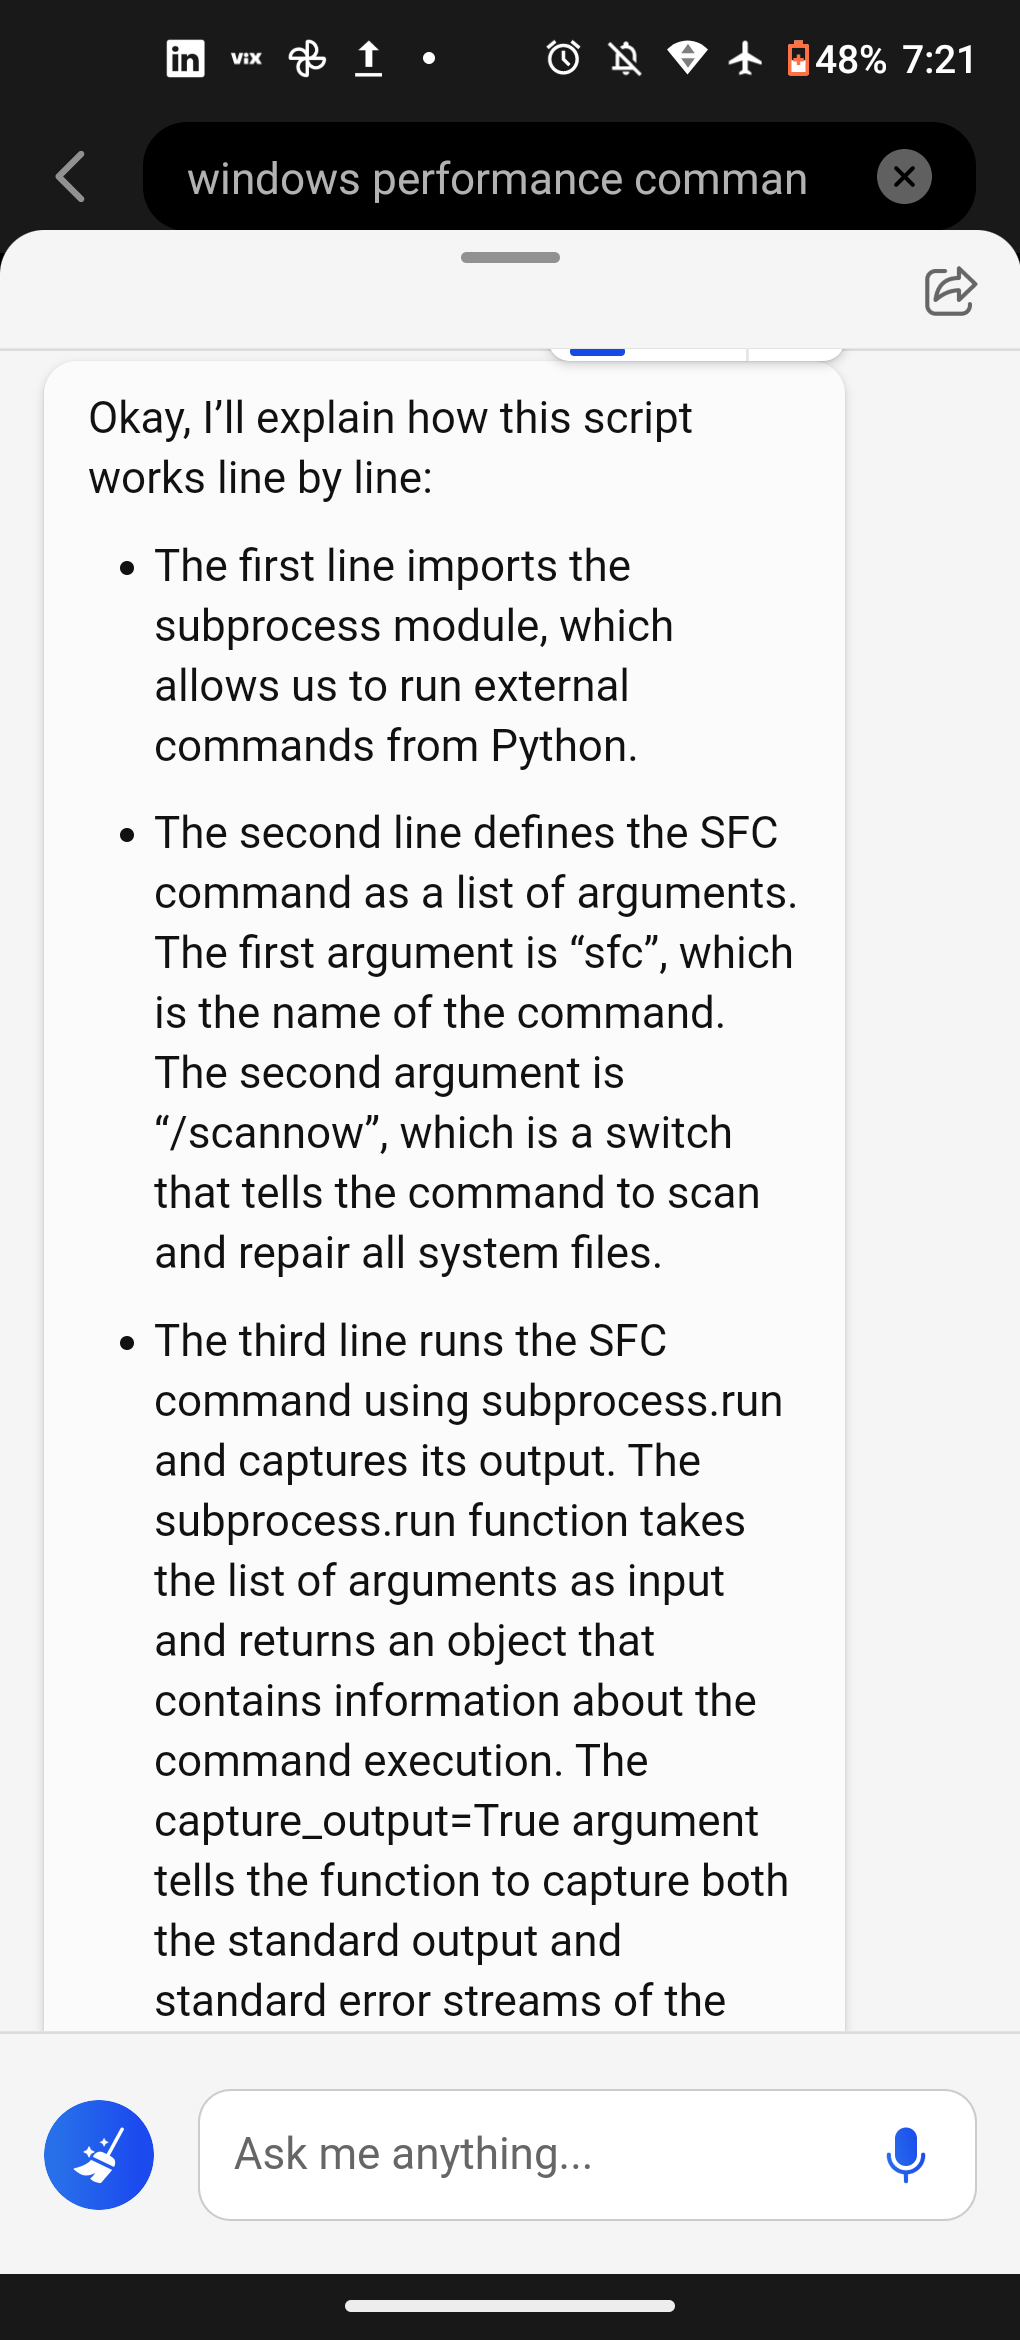 in vix 48% 7:21
windows performance comman
Okay, I’ll explain how this script
works line by line:
• The first line imports the
subprocess module, which
allows us to run external
commands from Python.
• The second line defines the SFC
command as a list of arguments.
The first argument is “sfc”, which
is the name of the command.
The second argument is
“/scannow”, which is a switch
that tells the command to scan
and repair all system files.
• The third line runs the SFC
command using subprocess.run
and captures its output. The
subprocess.run function takes
the list of arguments as input
and returns an object that
contains information about the
command execution. The
capture_output=True argument
tells the function to capture both
the standard output and
standard error streams of the
Ask me anything...